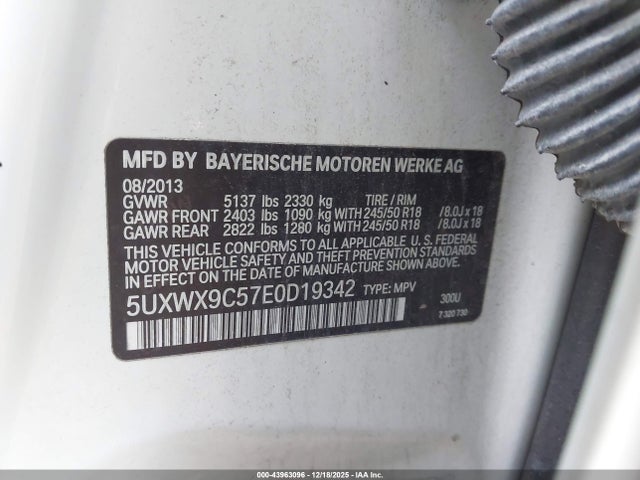 MFD BY BAYERISCHE MOTOREN WERKE AG
08/2013
GVWR 5137 lbs 2330 kg TIRE / RIM
GAWR FRONT 2403 lbs 1090 kg WITH 245/50 R18 / 8.0J x 18
GAWR REAR 2822 lbs 1280 kg WITH 245/50 R18 / 8.0J x 18
THIS VEHICLE CONFORMS TO ALL APPLICABLE U. S. FEDERAL
MOTOR VEHICLE SAFETY AND THEFT PREVENTION STANDARDS
IN EFFECT ON THE DATE OF MANUFACTURE SHOWN ABOVE.
5UXWX9C57E0D19342 TYPE: MPV
300U
7 320 730
000-43963096 | 12/18/2025 - IAAI, Inc.